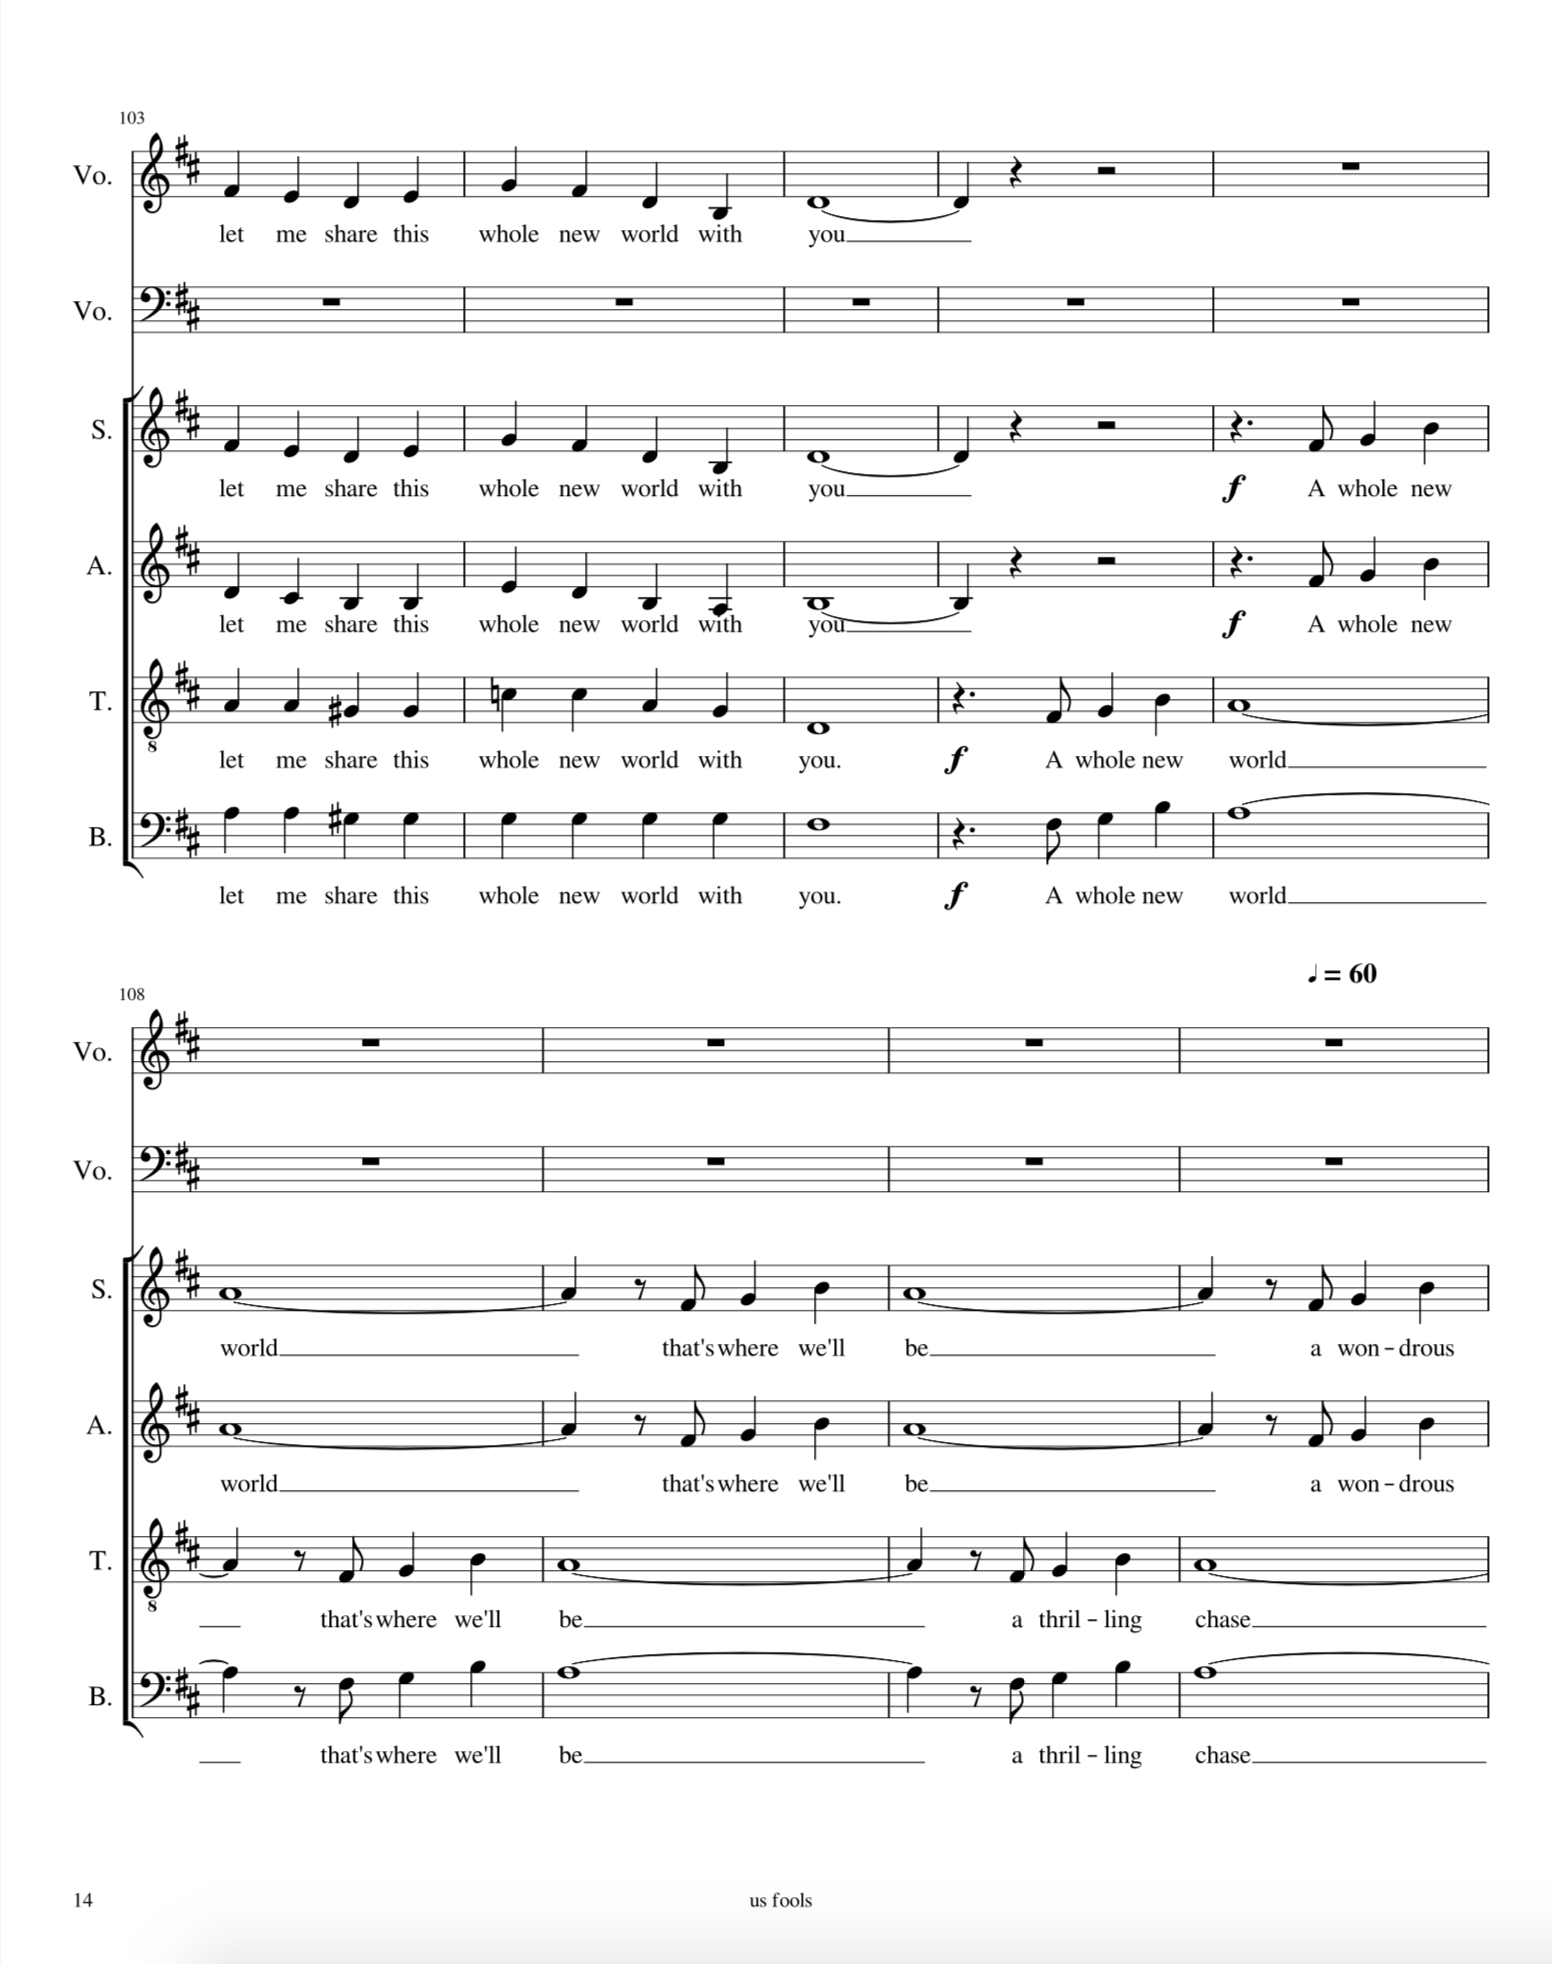 103
Vo.
let me share this whole new world with you
Vo.
S.
let me share this whole new world with you f A whole new
A.
let me share this whole new world with you f A whole new
T.
8
let me share this whole new world with you. f A whole new world
B.
let me share this whole new world with you. f A whole new world
♩ = 60
108
Vo.
Vo.
S.
world that's where we'll be a won - drous
A.
world that's where we'll be a won - drous
T.
8
that's where we'll be a thril - ling chase
B.
that's where we'll be a thril - ling chase
14 us fools